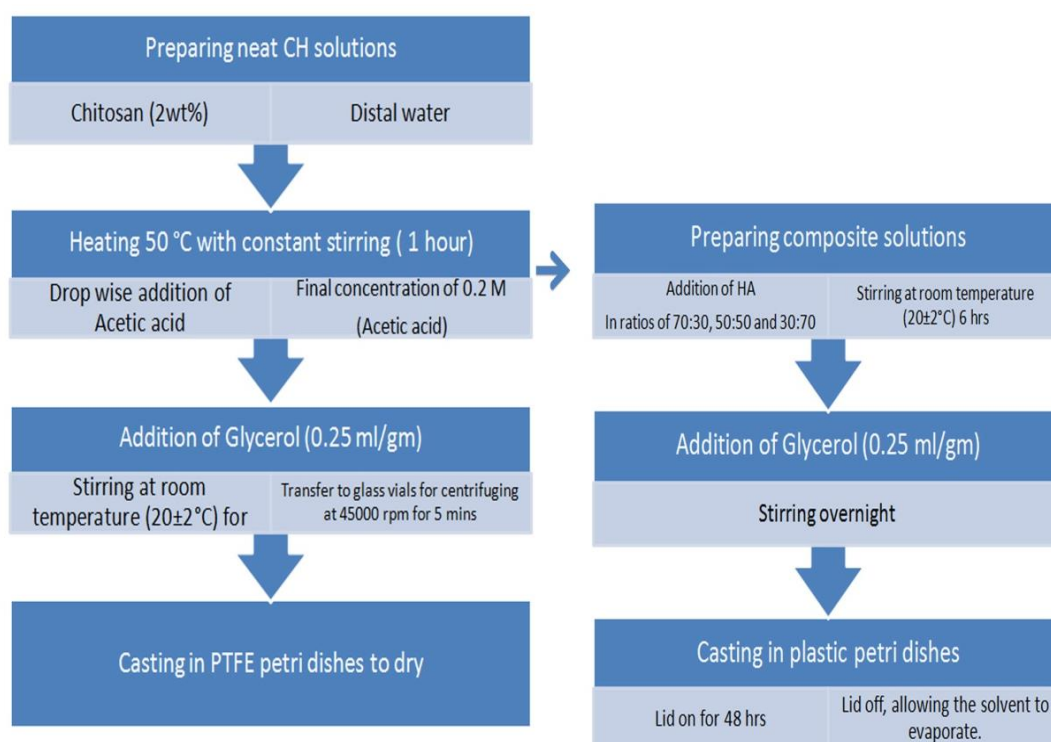 Preparing neat CH solutions
Chitosan (2wt%)
Distal water
Heating 50 °C with constant stirring ( 1 hour)
Drop wise addition of
Acetic acid
Final concentration of 0.2 M
(Acetic acid)
Addition of Glycerol (0.25 ml/gm)
Stirring at room
temperature (20±2°C) for
Transfer to glass vials for centrifuging
at 45000 rpm for 5 mins
Casting in PTFE petri dishes to dry
Preparing composite solutions
Addition of HA
In ratios of 70:30, 50:50 and 30:70
Stirring at room temperature
(20±2°C) 6 hrs
Addition of Glycerol (0.25 ml/gm)
Stirring overnight
Casting in plastic petri dishes
Lid on for 48 hrs
Lid off, allowing the solvent to
evaporate.